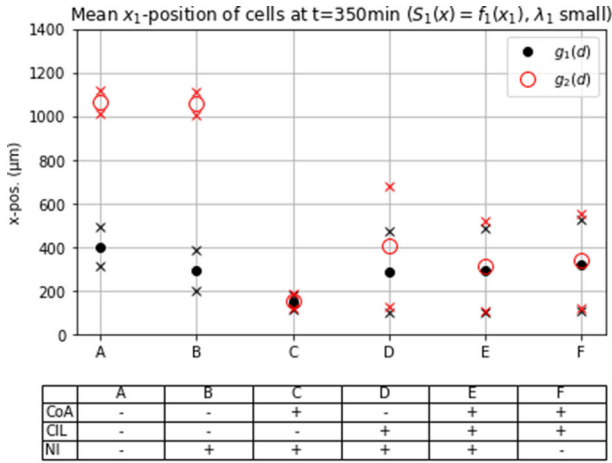 Mean x₁-position of cells at t=350min (S₁(x) = f₁(x₁), λ₁ small)
1400
1200
1000
800
600
400
200
0
x-pos. (µm)
g₁(d)
g₂(d)
A B C D E F
A B C D E F
CoA - - + - + +
CIL - - - + + +
NI - + + + + -